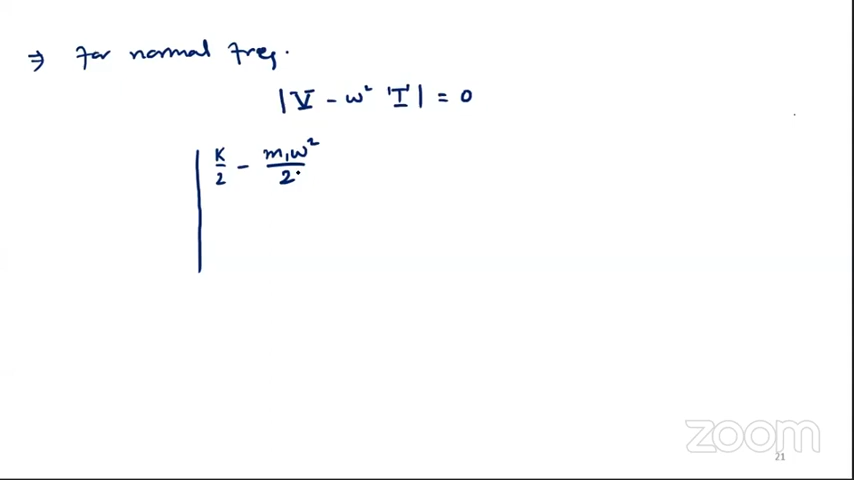 ⇒ For normal freq.
|V - ω² T| = 0
| K/2 - m₁ω²/2
zoom
21